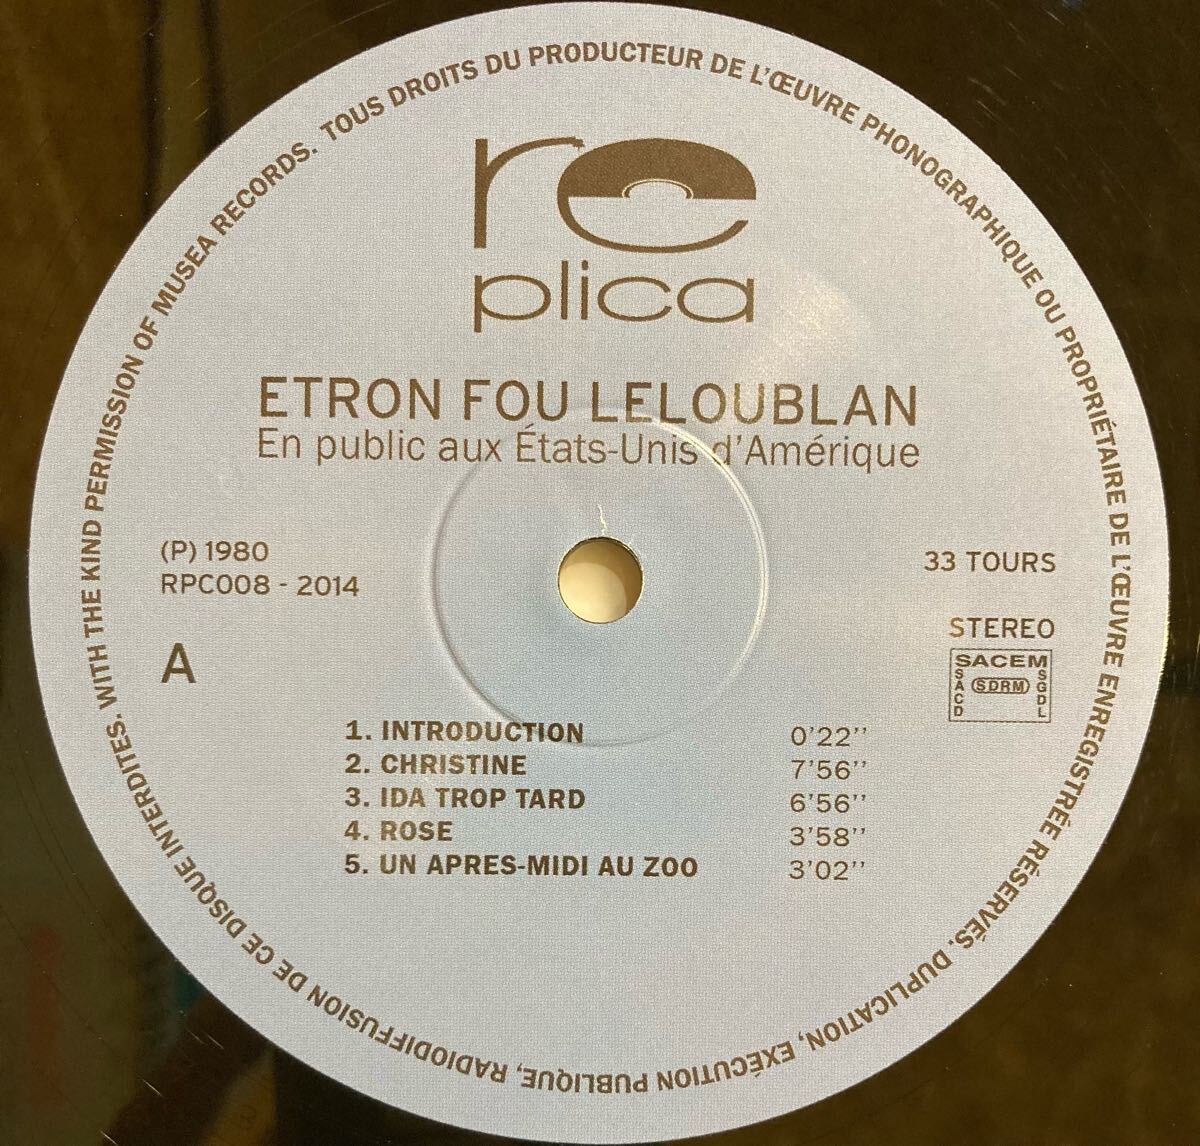 re
plica
ETRON FOU LELOUBLAN
En public aux États-Unis d'Amérique
(P) 1980
RPC008 - 2014
A
33 TOURS
STEREO
SACEM
SACD
SDRM
SGDL
1. INTRODUCTION 0'22''
2. CHRISTINE 7'56''
3. IDA TROP TARD 6'56''
4. ROSE 3'58''
5. UN APRES-MIDI AU ZOO 3'02''
TOUS DROITS DU PRODUCTEUR DE L'ŒUVRE PHONOGRAPHIQUE OU PROPRIÉTAIRE DE L'ŒUVRE ENREGISTRÉE RÉSERVÉS. DUPLICATION, EXÉCUTION PUBLIQUE, RADIODIFFUSION DE CE DISQUE INTERDITES. WITH THE KIND PERMISSION OF MUSEA RECORDS.